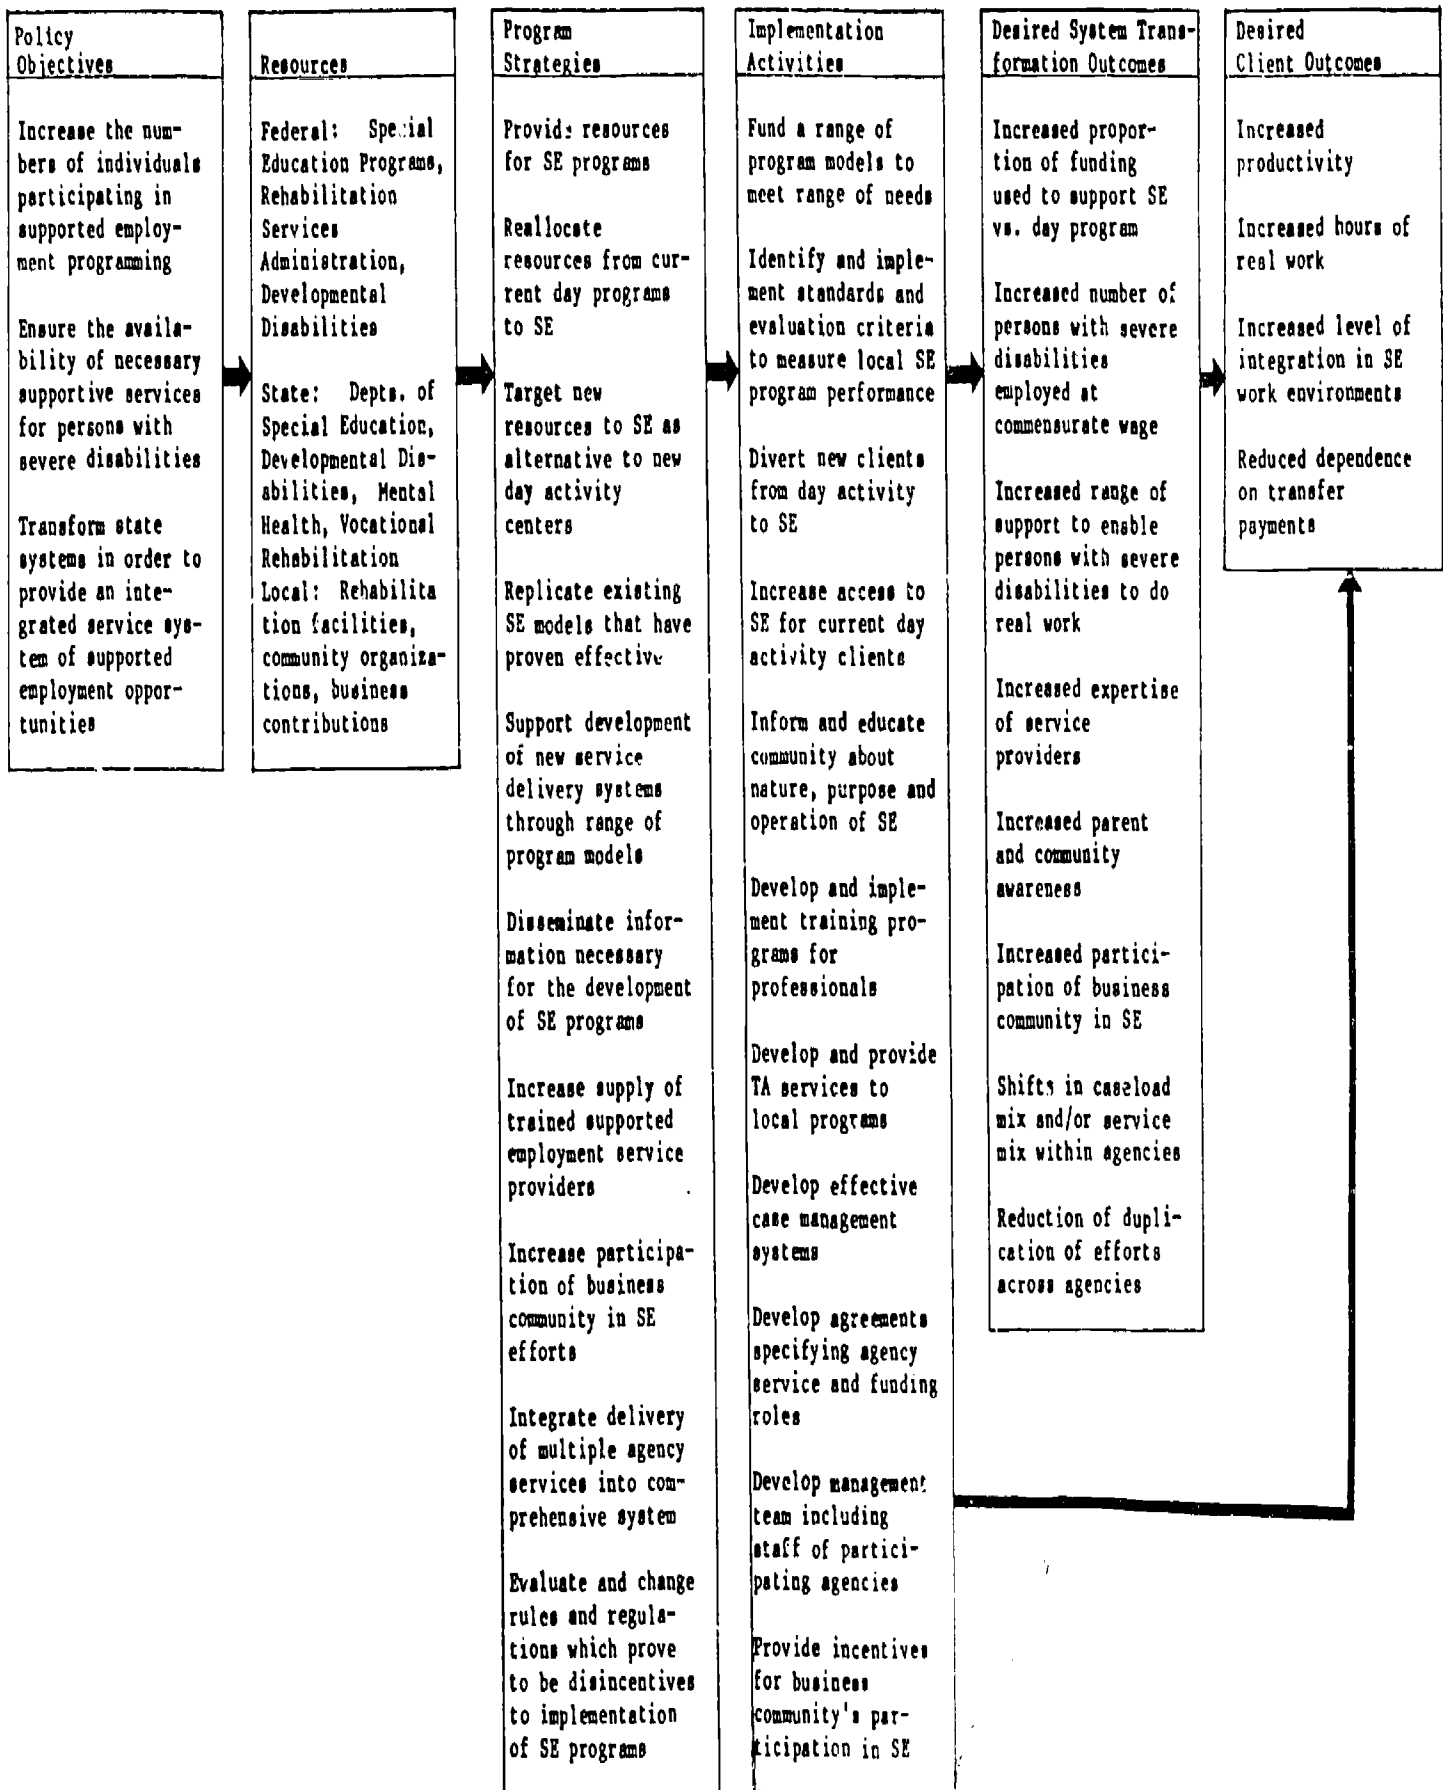 Policy
Objectives
Increase the num-
bers of individuals
participating in
supported employ-
ment programming
Ensure the availa-
bility of necessary
supportive services
for persons with
severe disabilities
Transform state
systems in order to
provide an inte-
grated service sys-
tem of supported
employment oppor-
tunities
Resources
Federal: Special
Education Programs,
Rehabilitation
Services
Administration,
Developmental
Disabilities
State: Depts. of
Special Education,
Developmental Dis-
abilities, Mental
Health, Vocational
Rehabilitation
Local: Rehabilita
tion facilities,
community organiza-
tions, business
contributions
Program
Strategies
Provide resources
for SE programs
Reallocate
resources from cur-
rent day programs
to SE
Target new
resources to SE as
alternative to new
day activity
centers
Replicate existing
SE models that have
proven effective
Support development
of new service
delivery systems
through range of
program models
Disseminate infor-
mation necessary
for the development
of SE programs
Increase supply of
trained supported
employment service
providers
Increase participa-
tion of business
community in SE
efforts
Integrate delivery
of multiple agency
services into com-
prehensive system
Evaluate and change
rules and regula-
tions which prove
to be disincentives
to implementation
of SE programs
Implementation
Activities
Fund a range of
program models to
meet range of needs
Identify and imple-
ment standards and
evaluation criteria
to measure local SE
program performance
Divert new clients
from day activity
to SE
Increase access to
SE for current day
activity clients
Inform and educate
community about
nature, purpose and
operation of SE
Develop and imple-
ment training pro-
grams for
professionals
Develop and provide
TA services to
local programs
Develop effective
case management
systems
Develop agreements
specifying agency
service and funding
roles
Develop management
team including
staff of partici-
pating agencies
Provide incentives
for business
community's par-
ticipation in SE
Desired System Trans-
formation Outcomes
Increased propor-
tion of funding
used to support SE
vs. day program
Increased number of
persons with severe
disabilities
employed at
commensurate wage
Increased range of
support to enable
persons with severe
disabilities to do
real work
Increased expertise
of service
providers
Increased parent
and community
awareness
Increased partici-
pation of business
community in SE
Shifts in caseload
mix and/or service
mix within agencies
Reduction of dupli-
cation of efforts
across agencies
Desired
Client Outcomes
Increased
productivity
Increased hours of
real work
Increased level of
integration in SE
work environments
Reduced dependence
on transfer
payments